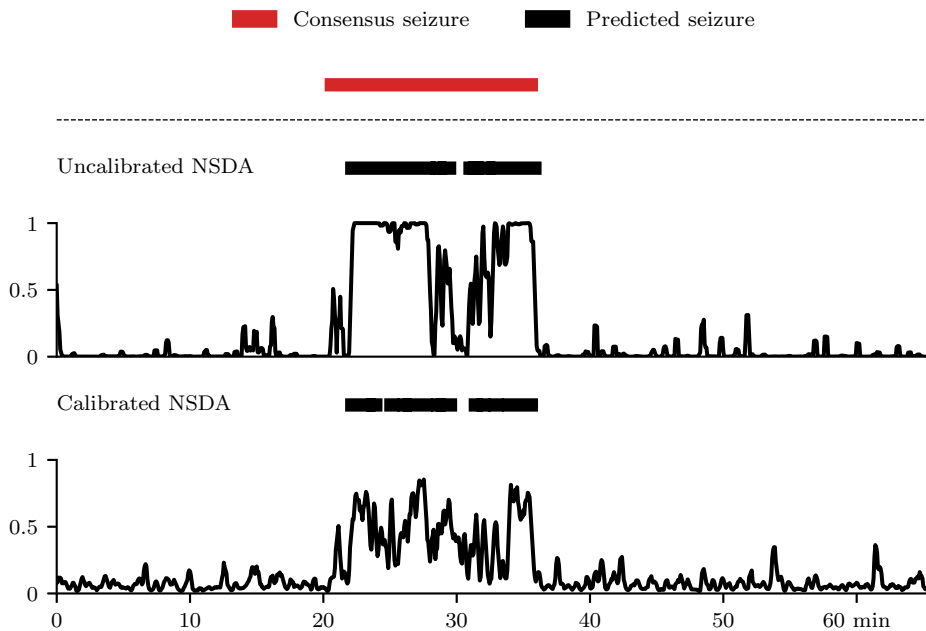 Consensus seizure Predicted seizure
Uncalibrated NSDA
1
0.5
0
Calibrated NSDA
1
0.5
0
0 10 20 30 40 50 60 min